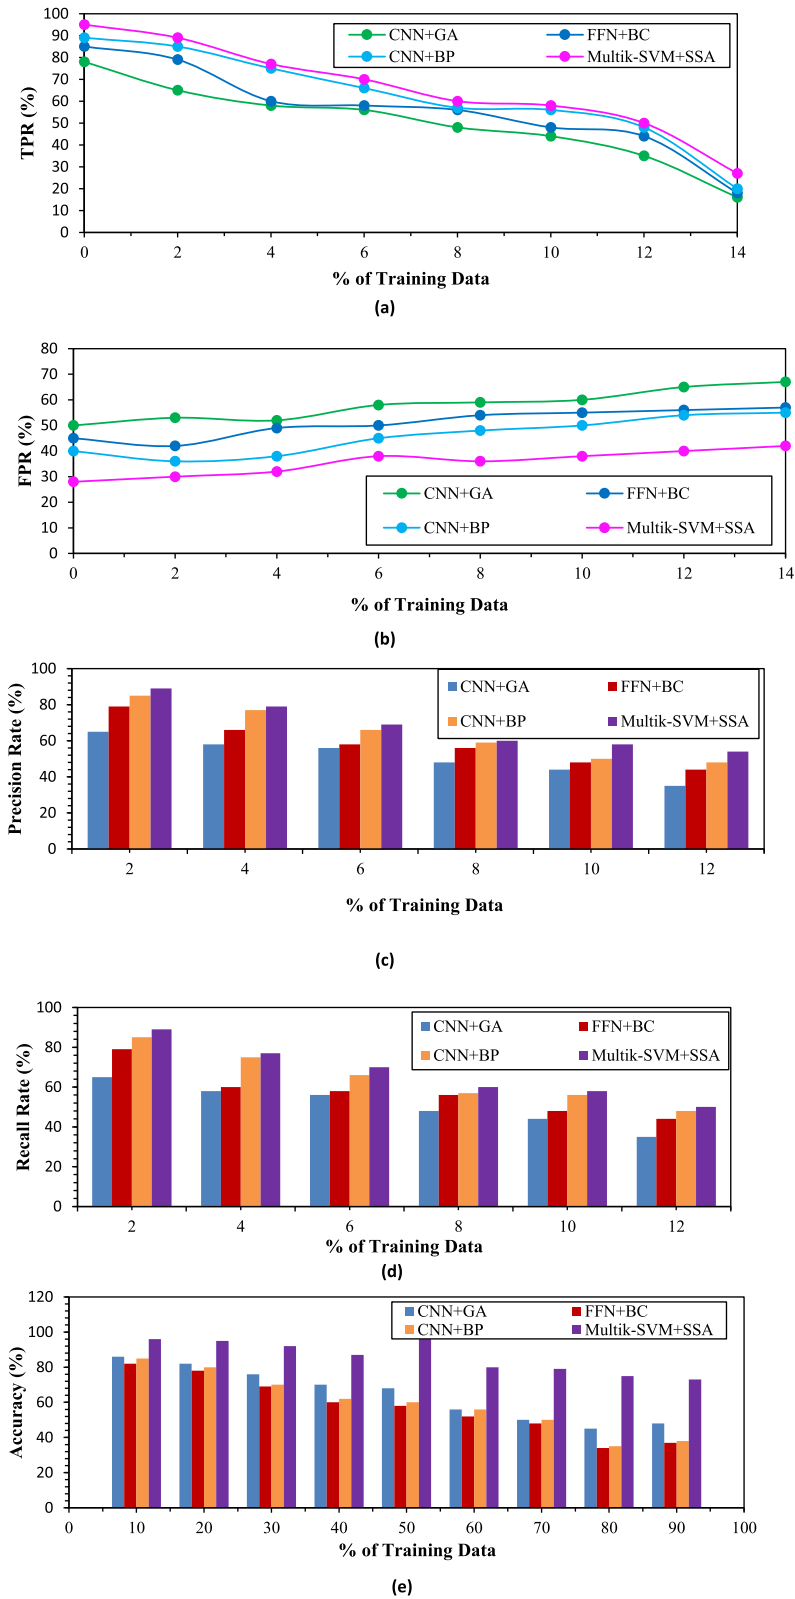 100
90
80
70
60
50
40
30
20
10
0
TPR (%)
CNN+GA FFN+BC
CNN+BP Multik-SVM+SSA
0 2 4 6 8 10 12 14
% of Training Data
(a)
80
70
60
50
40
30
20
10
0
FPR (%)
CNN+GA FFN+BC
CNN+BP Multik-SVM+SSA
0 2 4 6 8 10 12 14
% of Training Data
(b)
100
80
60
40
20
0
Precision Rate (%)
CNN+GA FFN+BC
CNN+BP Multik-SVM+SSA
2 4 6 8 10 12
% of Training Data
(c)
100
80
60
40
20
0
Recall Rate (%)
CNN+GA FFN+BC
CNN+BP Multik-SVM+SSA
2 4 6 8 10 12
% of Training Data
(d)
120
100
80
60
40
20
0
Accuracy (%)
CNN+GA FFN+BC
CNN+BP Multik-SVM+SSA
0 10 20 30 40 50 60 70 80 90 100
% of Training Data
(e)